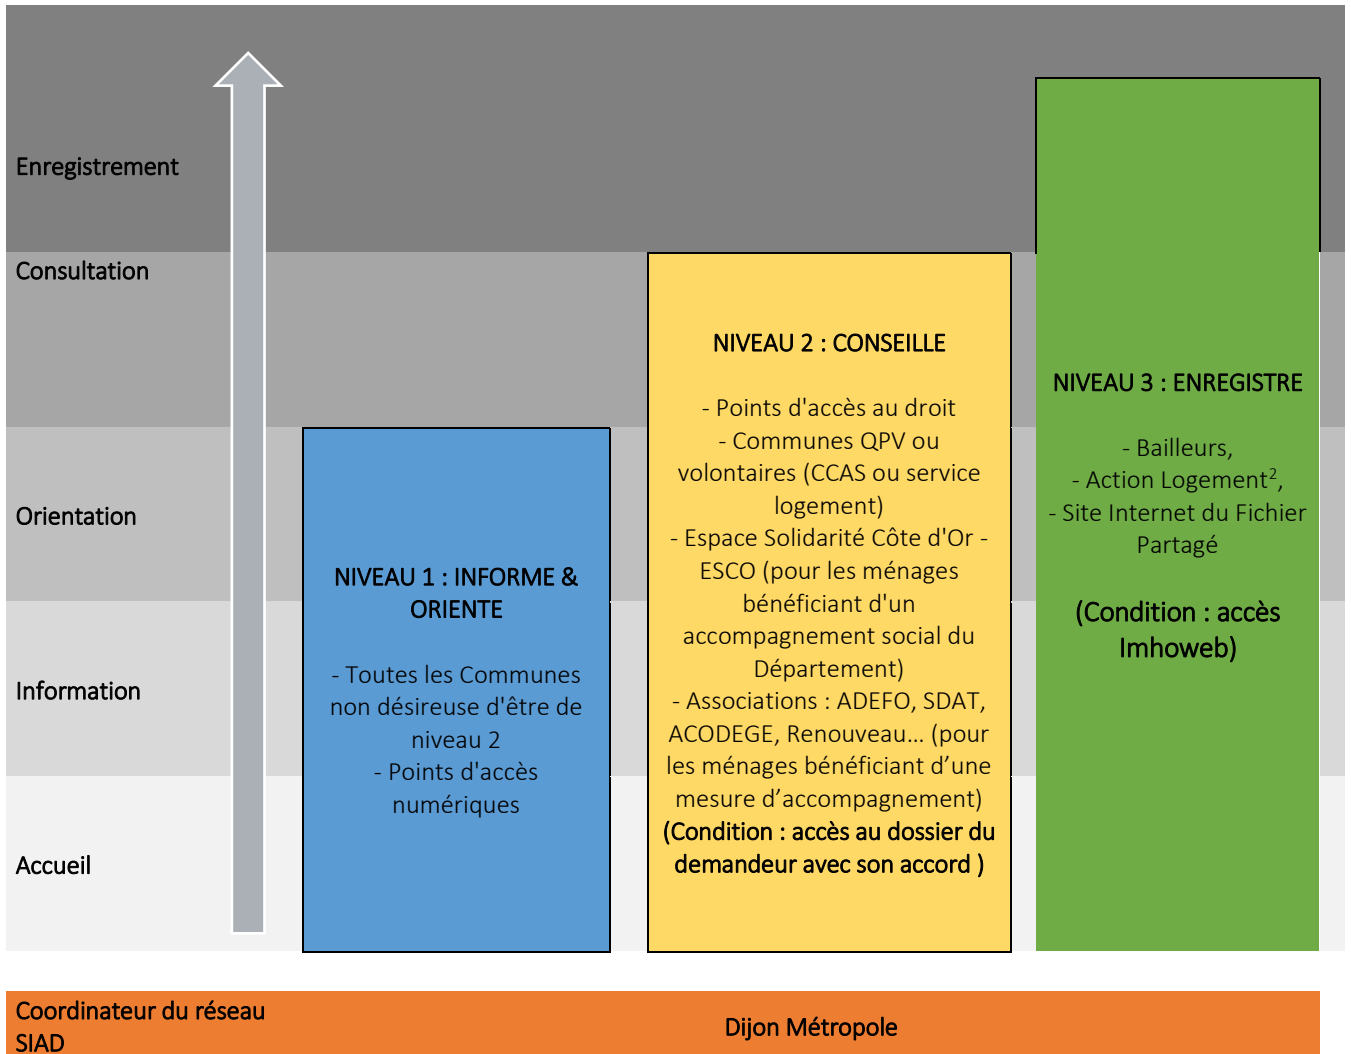 Enregistrement
Consultation
Orientation
Information
Accueil
NIVEAU 1 : INFORME &
ORIENTE
- Toutes les Communes
non désireuse d'être de
niveau 2
- Points d'accès
numériques
NIVEAU 2 : CONSEILLE
- Points d'accès au droit
- Communes QPV ou
volontaires (CCAS ou service
logement)
- Espace Solidarité Côte d'Or -
ESCO (pour les ménages
bénéficiant d'un
accompagnement social du
Département)
- Associations : ADEFO, SDAT,
ACODEGE, Renouveau… (pour
les ménages bénéficiant d’une
mesure d’accompagnement)
(Condition : accès au dossier du
demandeur avec son accord )
NIVEAU 3 : ENREGISTRE
- Bailleurs,
- Action Logement²,
- Site Internet du Fichier
Partagé
(Condition : accès
Imhoweb)
Coordinateur du réseau
SIAD
Dijon Métropole